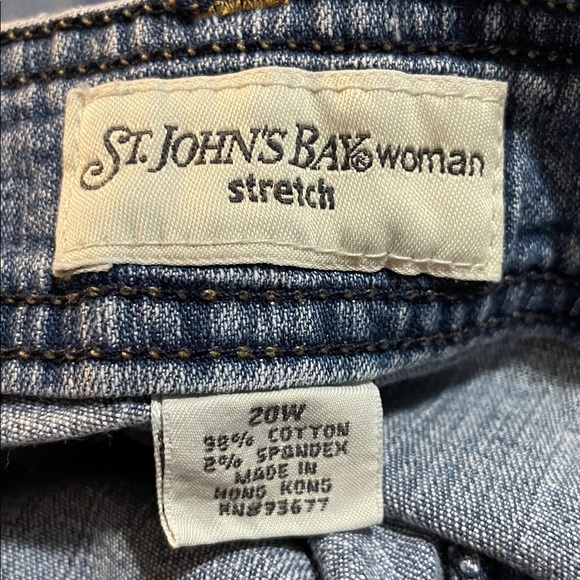 ST. JOHN'S BAY® woman
stretch
20W
98% COTTON
2% SPANDEX
MADE IN
HONG KONG
RN#93677